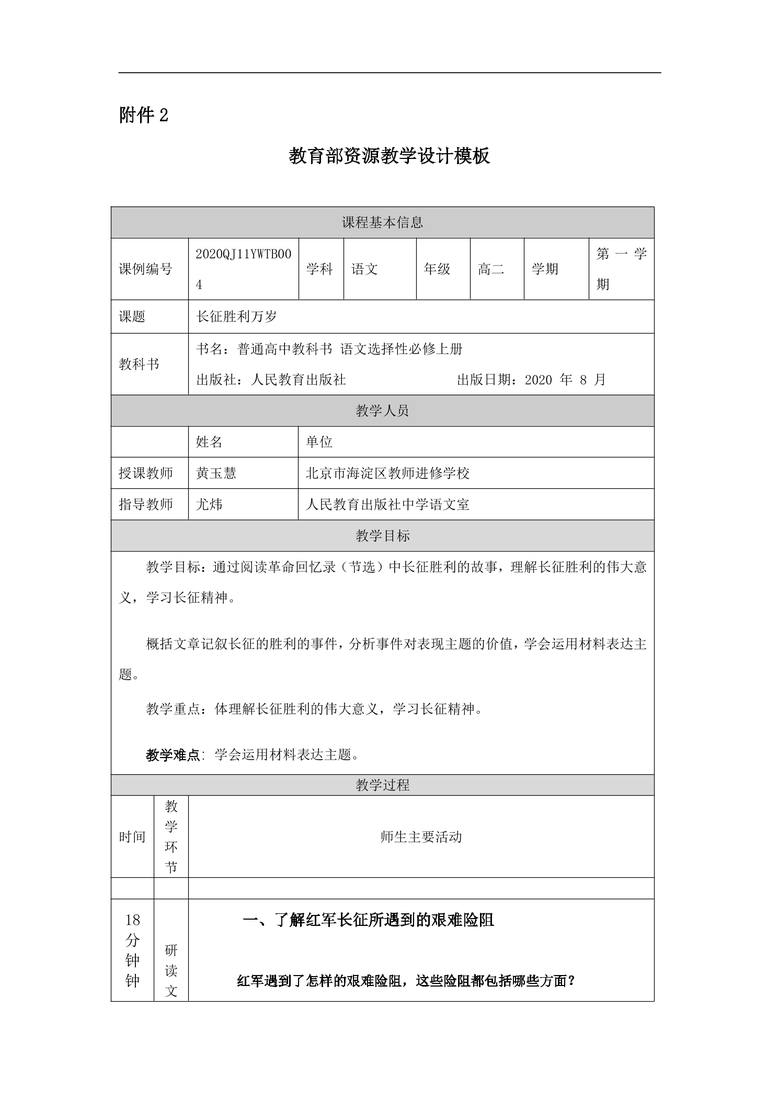 附件 2
教育部资源教学设计模板
课程基本信息
课例编号 2020QJ11YWTB00 学科 语文 年级 高二 学期 第一学
4 期
课题 长征胜利万岁
教科书 书名：普通高中教科书 语文选择性必修上册
出版社：人民教育出版社 出版日期：2020 年 8 月
教学人员
姓名 单位
授课教师 黄玉慧 北京市海淀区教师进修学校
指导教师 尤炜 人民教育出版社中学语文室
教学目标
教学目标：通过阅读革命回忆录（节选）中长征胜利的故事，理解长征胜利的伟大意
义，学习长征精神。
概括文章记叙长征的胜利的事件，分析事件对表现主题的价值，学会运用材料表达主
题。
教学重点：体理解长征胜利的伟大意义，学习长征精神。
教学难点：学会运用材料表达主题。
教学过程
时间
教
学
环
节
师生主要活动
18
分
钟
钟
研
读
文
一、了解红军长征所遇到的艰难险阻
红军遇到了怎样的艰难险阻，这些险阻都包括哪些方面？